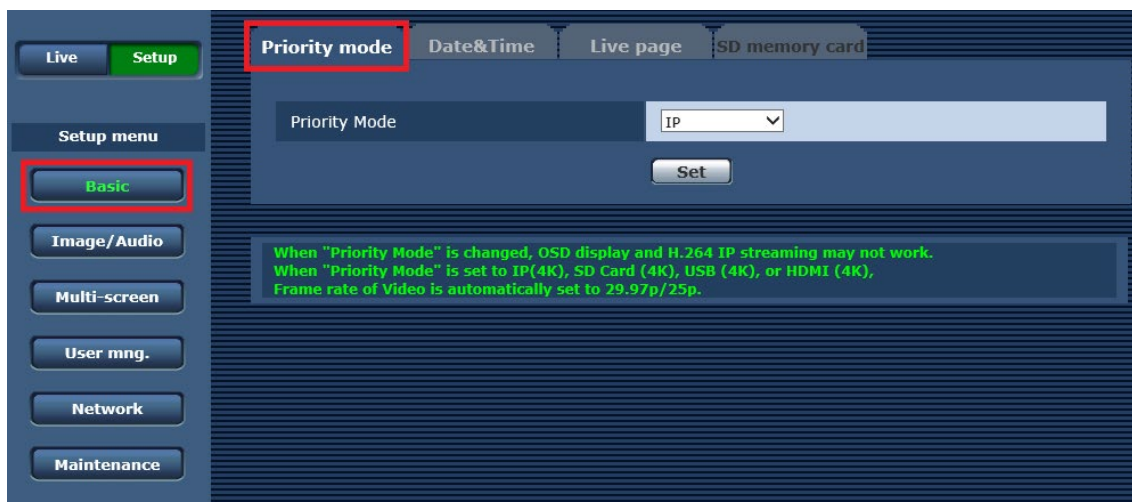 Live Setup
Setup menu
Basic
Image/Audio
Multi-screen
User mng.
Network
Maintenance
Priority mode Date&Time Live page SD memory card
Priority Mode IP
Set
When "Priority Mode" is changed, OSD display and H.264 IP streaming may not work.
When "Priority Mode" is set to IP(4K), SD Card (4K), USB (4K), or HDMI (4K),
Frame rate of Video is automatically set to 29.97p/25p.